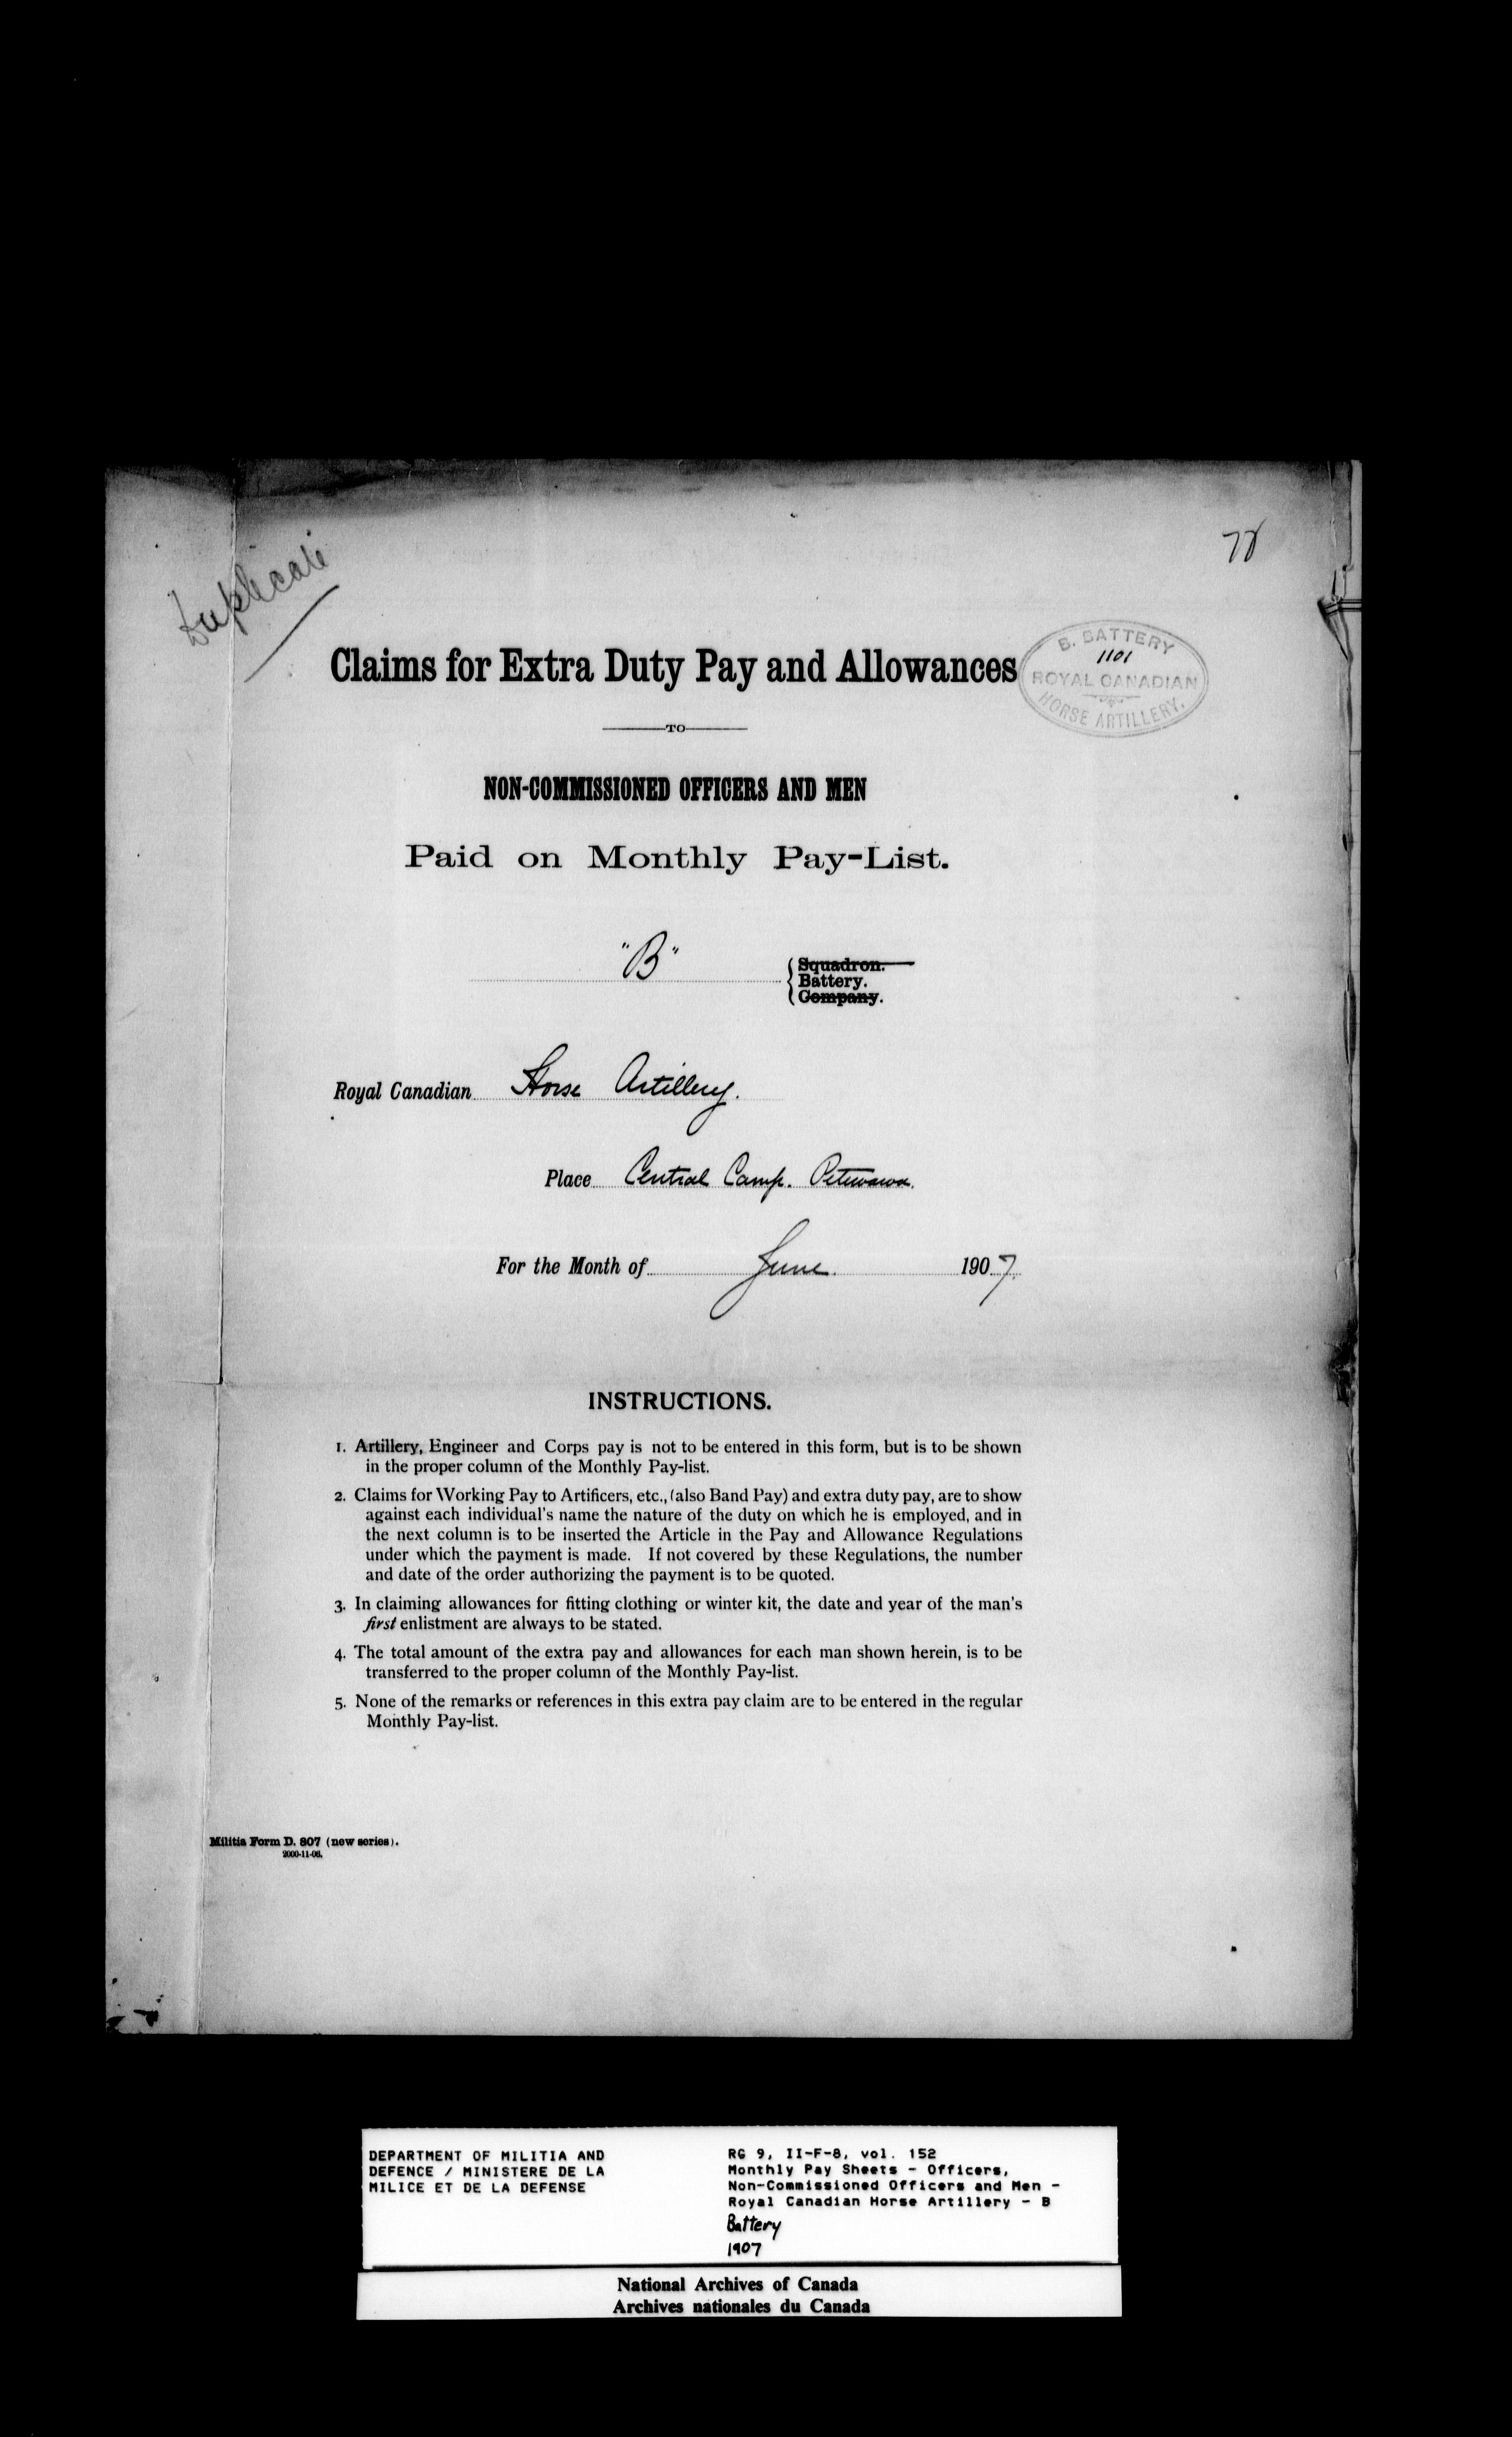 Duplicate
78
Claims for Extra Duty Pay and Allowances
B. BATTERY
1101
ROYAL CANADIAN
HORSE ARTILLERY.
TO
NON-COMMISSIONED OFFICERS AND MEN
Paid on Monthly Pay-List.
"B"
Squadron.
Battery.
Company.
Royal Canadian Horse Artillery.
Place Central Camp. Petewawa.
For the Month of June. 1907.
INSTRUCTIONS.
1. Artillery, Engineer and Corps pay is not to be entered in this form, but is to be shown
in the proper column of the Monthly Pay-list.
2. Claims for Working Pay to Artificers, etc., (also Band Pay) and extra duty pay, are to show
against each individual's name the nature of the duty on which he is employed, and in
the next column is to be inserted the Article in the Pay and Allowance Regulations
under which the payment is made. If not covered by these Regulations, the number
and date of the order authorizing the payment is to be quoted.
3. In claiming allowances for fitting clothing or winter kit, the date and year of the man's
first enlistment are always to be stated.
4. The total amount of the extra pay and allowances for each man shown herein, is to be
transferred to the proper column of the Monthly Pay-list.
5. None of the remarks or references in this extra pay claim are to be entered in the regular
Monthly Pay-list.
Militia Form D. 807 (new series).
2000-11-06.
DEPARTMENT OF MILITIA AND
DEFENCE / MINISTERE DE LA
MILICE ET DE LA DEFENSE
RG 9, II-F-8, vol. 152
Monthly Pay Sheets - Officers,
Non-Commissioned Officers and Men -
Royal Canadian Horse Artillery - B
Battery
1907
National Archives of Canada
Archives nationales du Canada